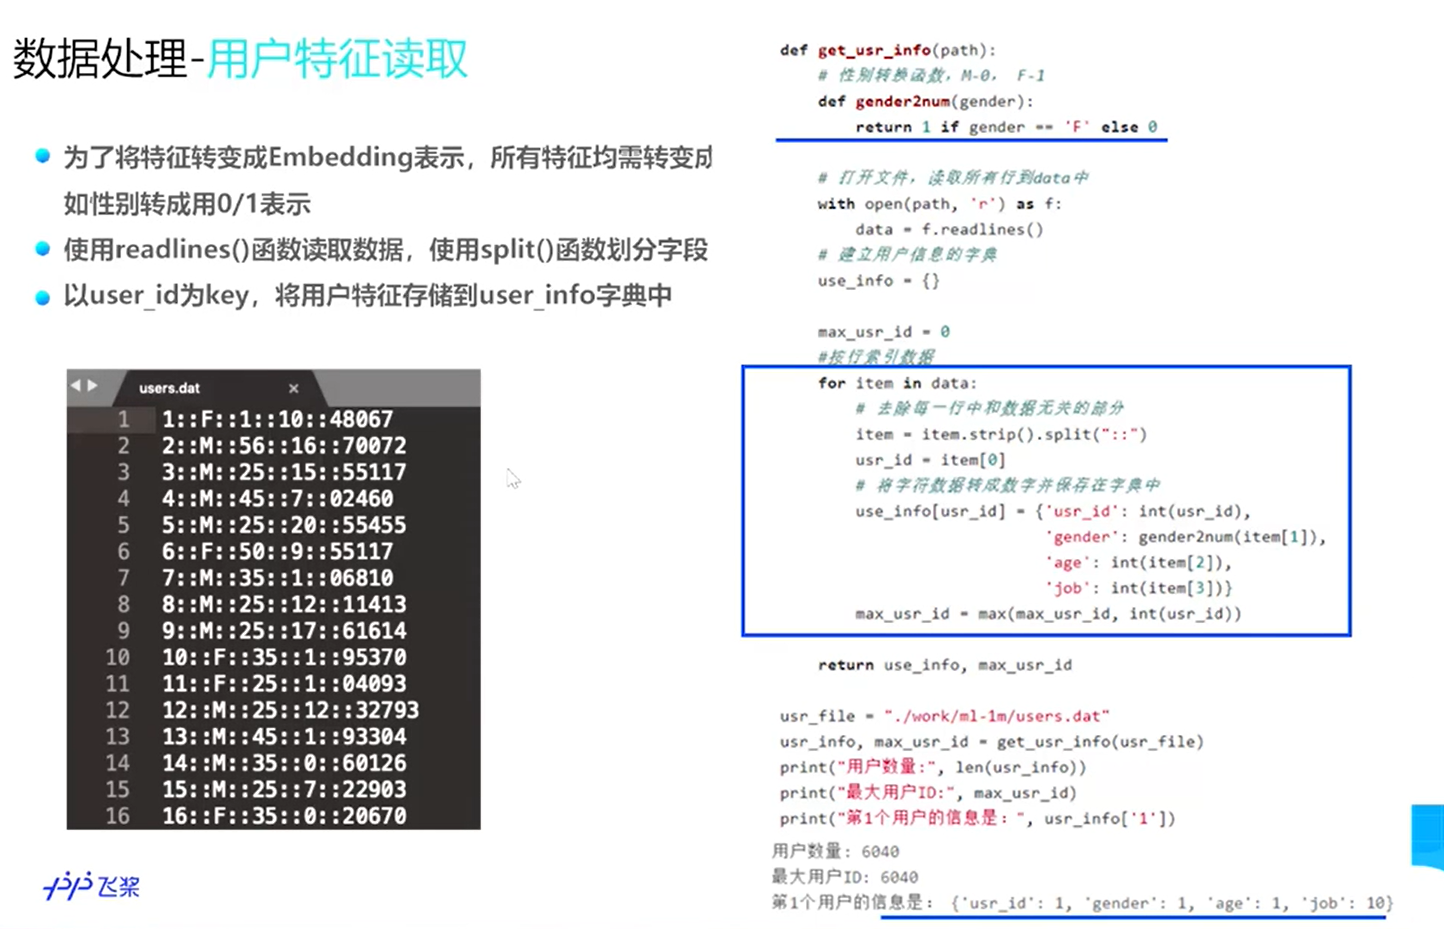 数据处理-用户特征读取
为了将特征转变成Embedding表示，所有特征均需转变成
如性别转成用0/1表示
使用readlines()函数读取数据，使用split()函数划分字段
以user_id为key，将用户特征存储到user_info字典中
users.dat ×
1 1::F::1::10::48067
2 2::M::56::16::70072
3 3::M::25::15::55117
4 4::M::45::7::02460
5 5::M::25::20::55455
6 6::F::50::9::55117
7 7::M::35::1::06810
8 8::M::25::12::11413
9 9::M::25::17::61614
10 10::F::35::1::95370
11 11::F::25::1::04093
12 12::M::25::12::32793
13 13::M::45::1::93304
14 14::M::35::0::60126
15 15::M::25::7::22903
16 16::F::35::0::20670
飞桨
def get_usr_info(path):
# 性别转换函数，M-0， F-1
def gender2num(gender):
return 1 if gender == 'F' else 0
# 打开文件，读取所有行到data中
with open(path, 'r') as f:
data = f.readlines()
# 建立用户信息的字典
use_info = {}
max_usr_id = 0
#按行索引数据
for item in data:
# 去除每一行中和数据无关的部分
item = item.strip().split("::")
usr_id = item[0]
# 将字符数据转成数字并保存在字典中
use_info[usr_id] = {'usr_id': int(usr_id),
'gender': gender2num(item[1]),
'age': int(item[2]),
'job': int(item[3])}
max_usr_id = max(max_usr_id, int(usr_id))
return use_info, max_usr_id
usr_file = "./work/ml-1m/users.dat"
usr_info, max_usr_id = get_usr_info(usr_file)
print("用户数量:", len(usr_info))
print("最大用户ID:", max_usr_id)
print("第1个用户的信息是：", usr_info['1'])
用户数量: 6040
最大用户ID: 6040
第1个用户的信息是： {'usr_id': 1, 'gender': 1, 'age': 1, 'job': 10}